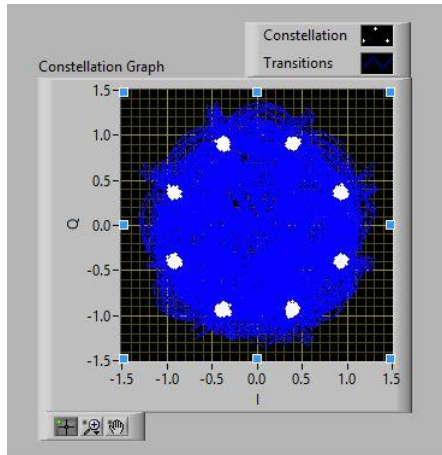 Constellation
Transitions
Constellation Graph
1.5-
1.0-
0.5-
0.0-
-0.5-
-1.0-
-1.5-
Q
-1.5 -1.0 -0.5 0.0 0.5 1.0 1.5
I